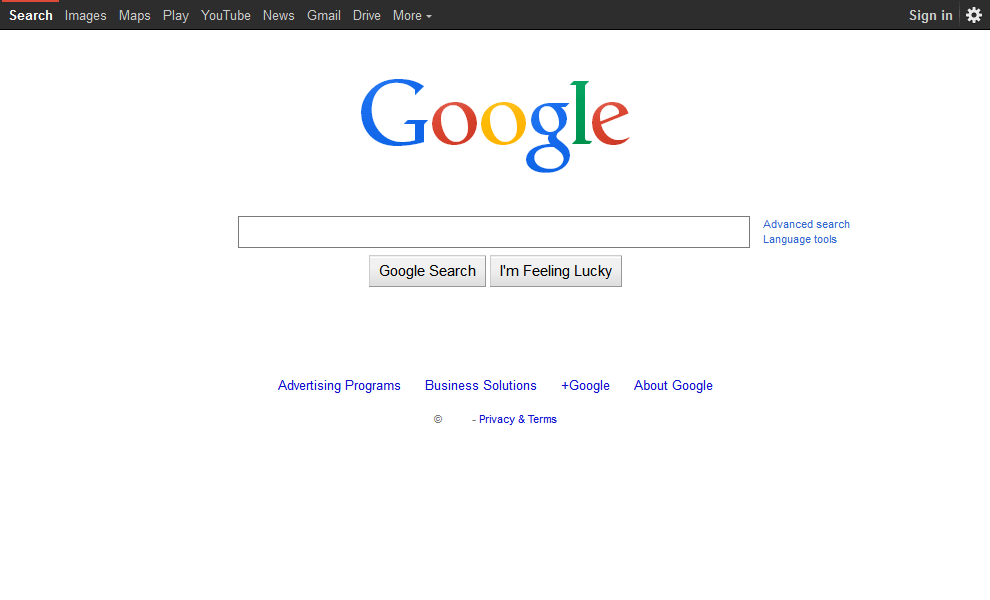 Search Images Maps Play YouTube News Gmail Drive More Sign in
Google
Advanced search
Language tools
Google Search I'm Feeling Lucky
Advertising Programs Business Solutions +Google About Google
© - Privacy & Terms